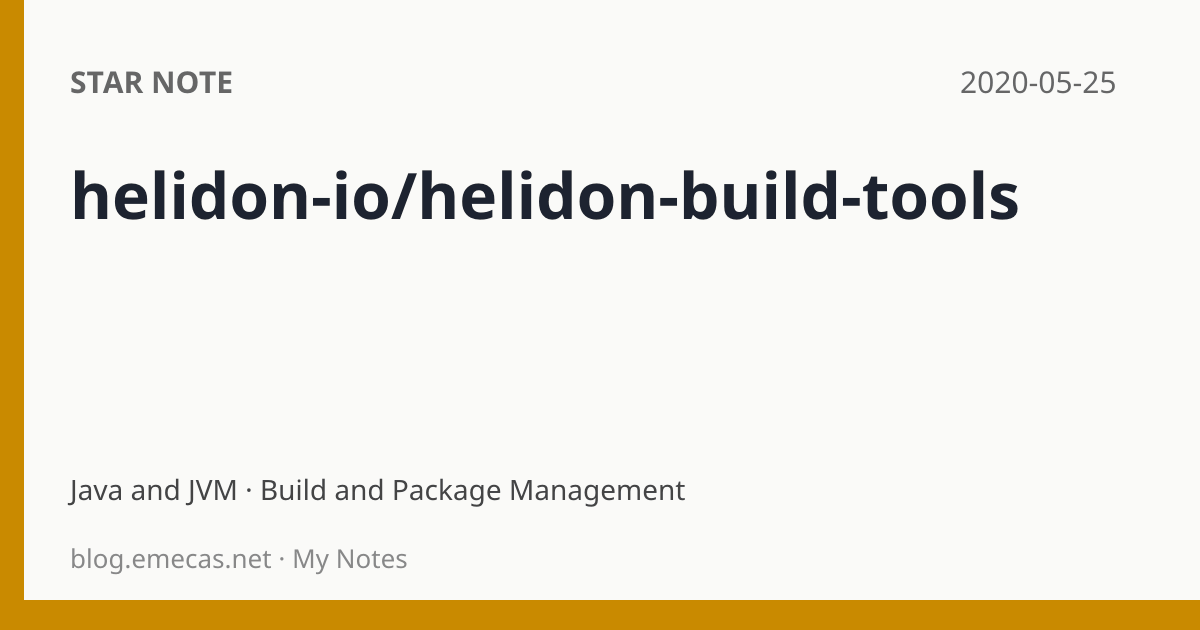 STAR NOTE
2020-05-25
helidon-io/helidon-build-tools
Java and JVM · Build and Package Management
blog.emecas.net · My Notes